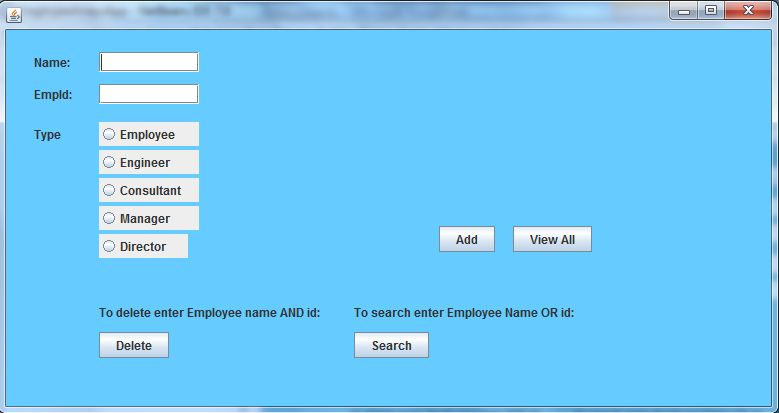 Name:
EmpId:
Type
Employee
Engineer
Consultant
Manager
Director
Add
View All
To delete enter Employee name AND id:
To search enter Employee Name OR id:
Delete
Search